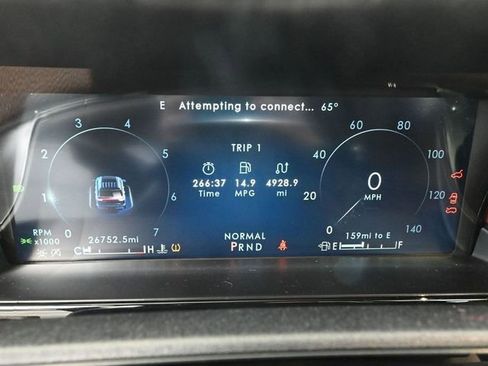 E Attempting to connect... 65°
TRIP 1
266:37 14.9 4928.9
Time MPG mi
0 1 2 3 4 5 6 7
RPM
x1000
0 20 40 60 80 100 120 140
0
MPH
26752.5mi
C H
NORMAL
PRND
159mi to E
E F